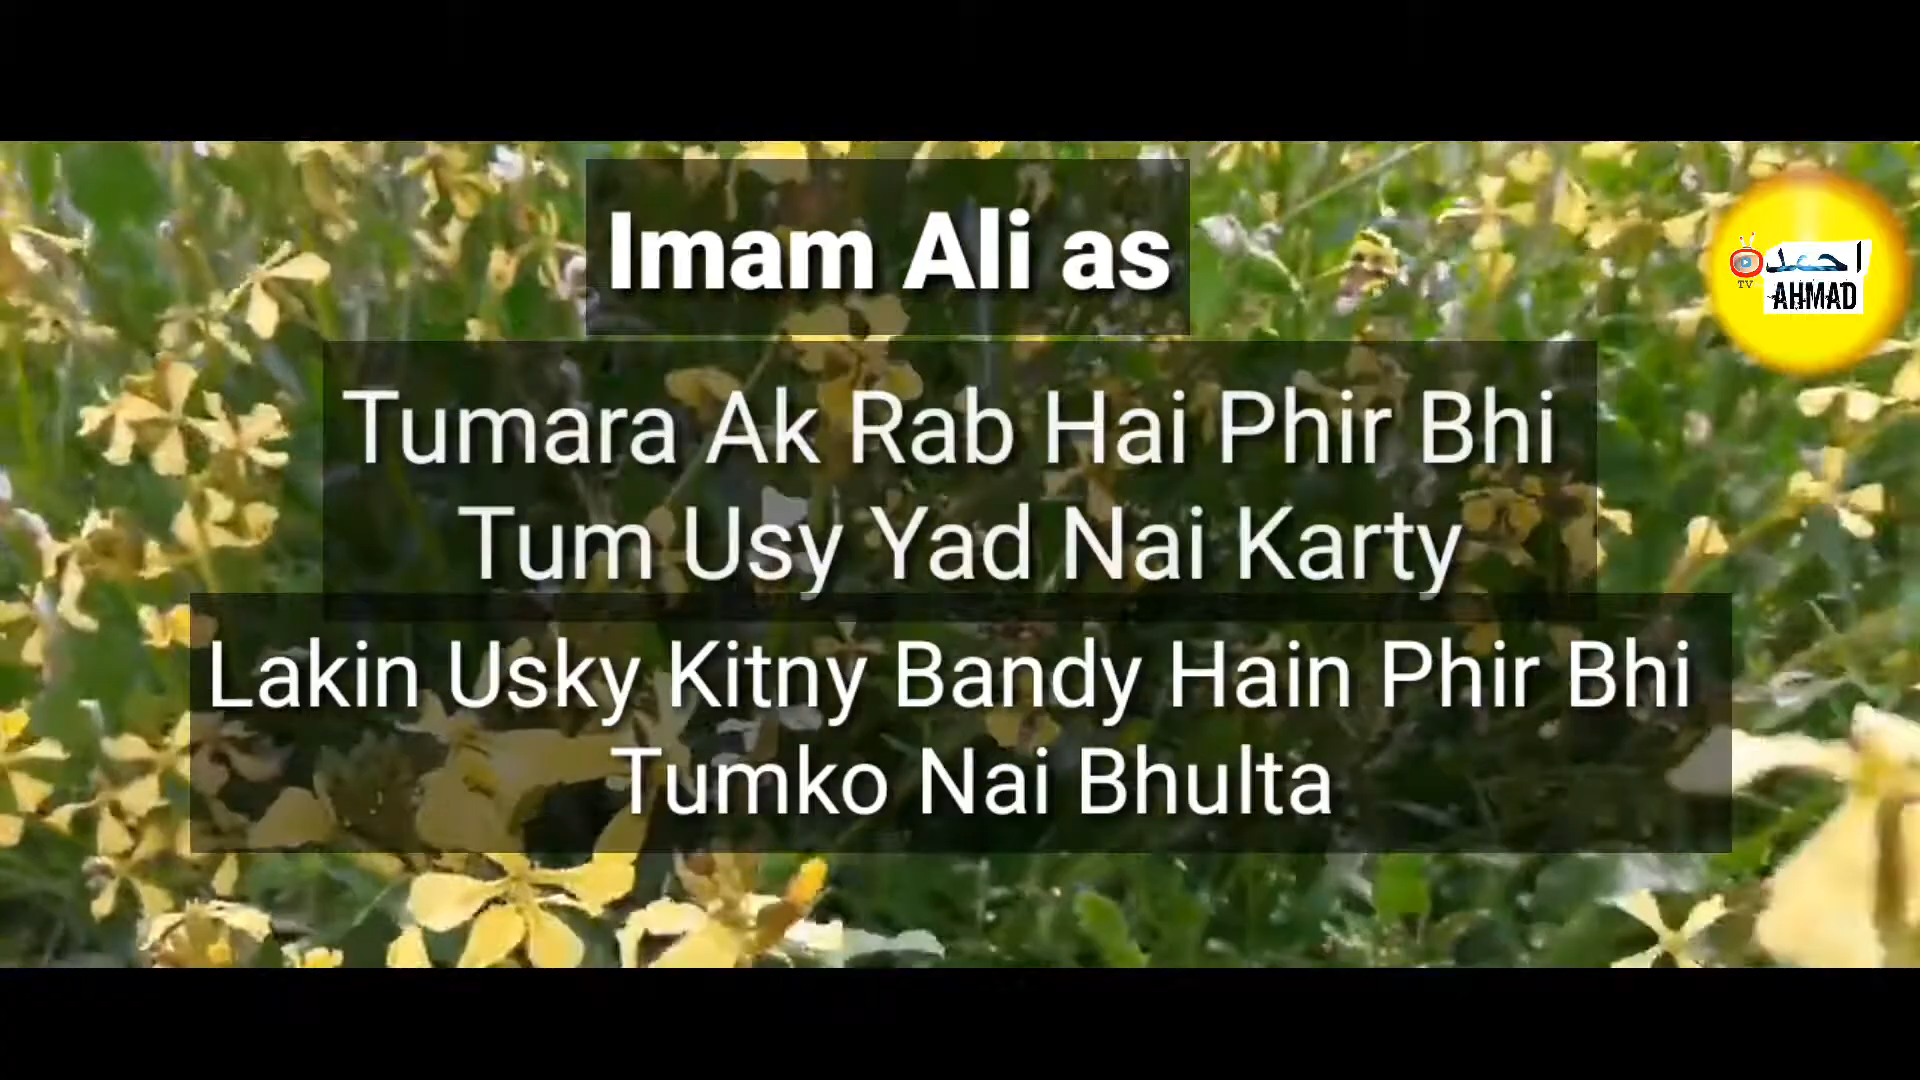 Imam Ali as
احمد
TV
AHMAD
Tumara Ak Rab Hai Phir Bhi
Tum Usy Yad Nai Karty
Lakin Usky Kitny Bandy Hain Phir Bhi
Tumko Nai Bhulta